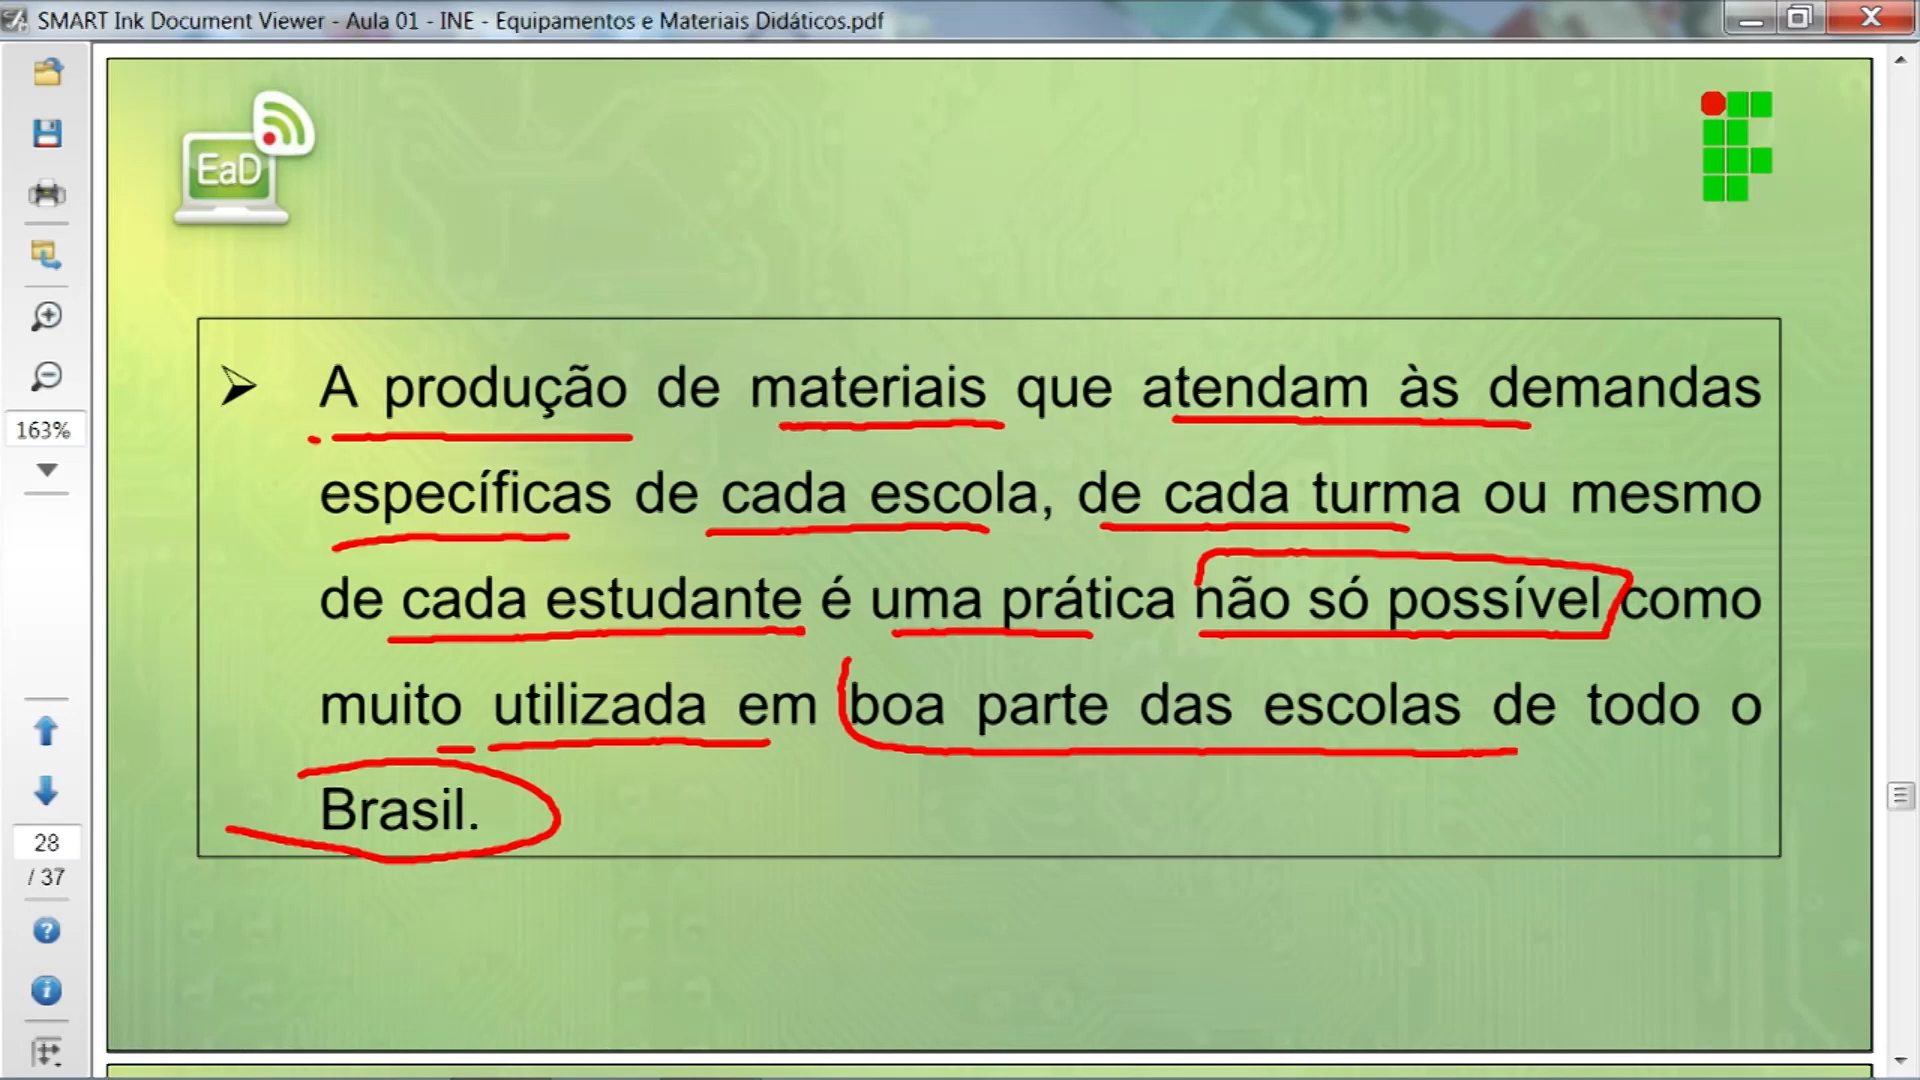 SMART Ink Document Viewer - Aula 01 - INE - Equipamentos e Materiais Didáticos.pdf
EaD
163%
A produção de materiais que atendam às demandas
específicas de cada escola, de cada turma ou mesmo
de cada estudante é uma prática não só possível como
muito utilizada em boa parte das escolas de todo o
Brasil.
28
/ 37